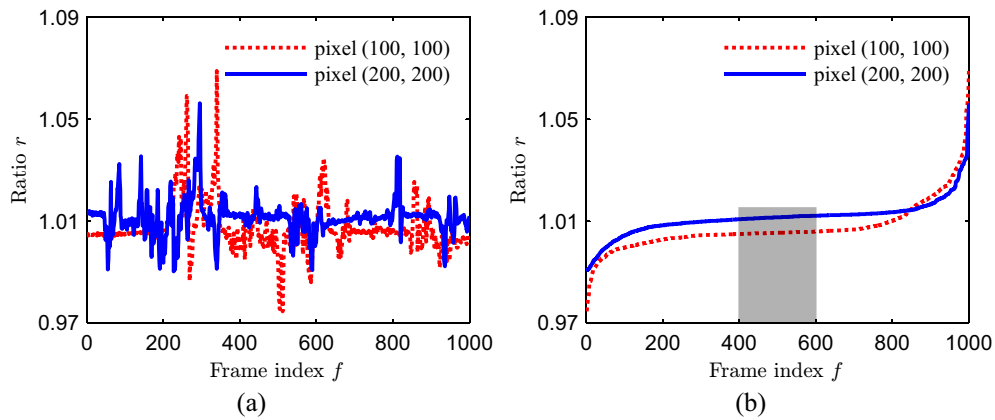 1.09
1.05
1.01
0.97
Ratio r
0 200 400 600 800 1000
Frame index f
pixel (100, 100)
pixel (200, 200)
(a)
1.09
1.05
1.01
0.97
Ratio r
0 200 400 600 800 1000
Frame index f
pixel (100, 100)
pixel (200, 200)
(b)